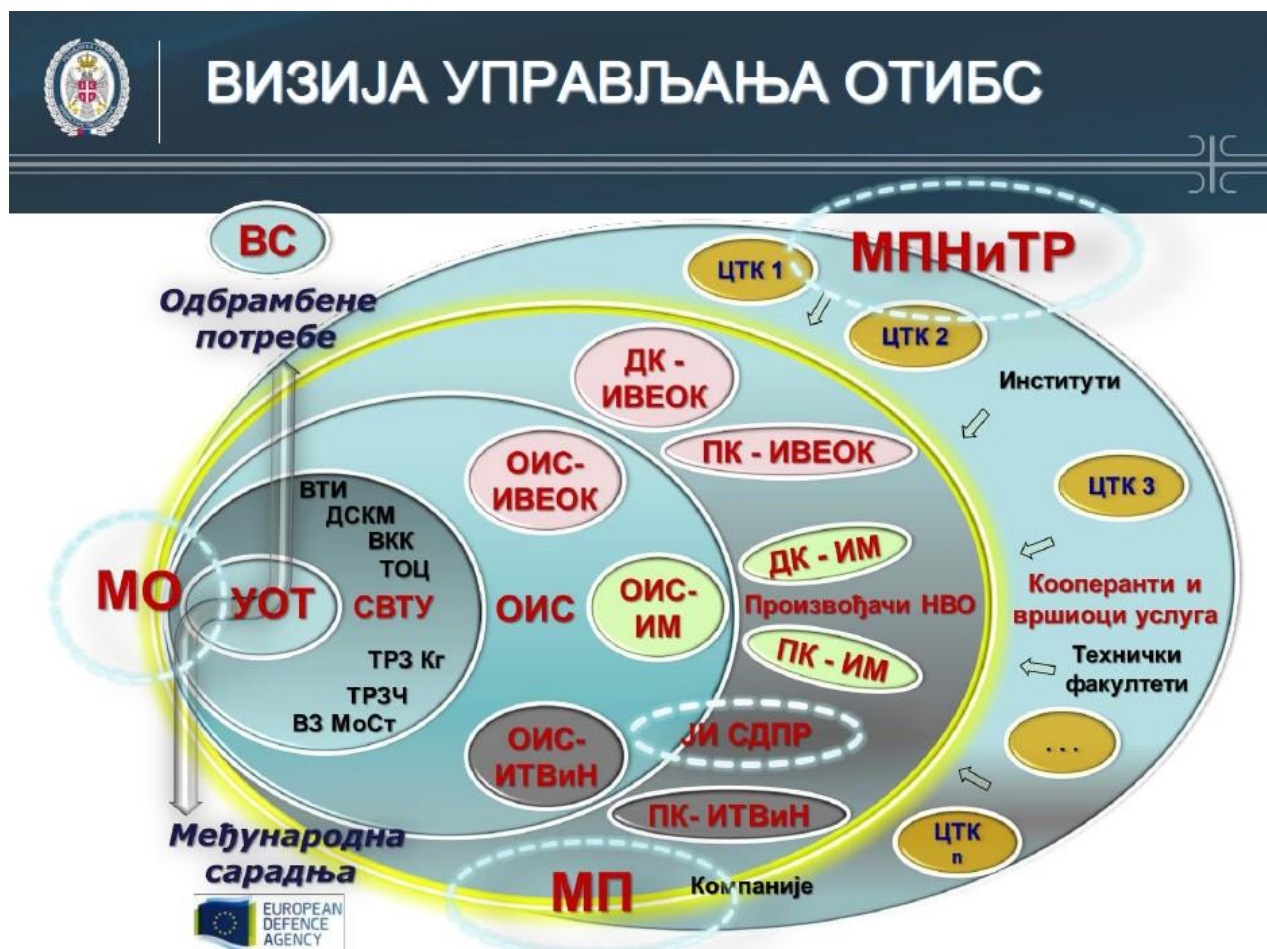 ВИЗИЈА УПРАВЉАЊА ОТИБС
ВС
Одбрамбене
потребе
МПНиТР
ЦТК 1
ЦТК 2
Институти
ДК -
ИВЕОК
ПК - ИВЕОК
ОИС-
ИВЕОК
ЦТК 3
ВТИ
ДСКМ
ВКК
ТОЦ
МО
УОТ
СВТУ
ОИС
ОИС-
ИМ
ДК - ИМ
Произвођачи НВО
ПК - ИМ
Кооперанти и
вршиоци услуга
Технички
факултети
ТРЗ Кг
ТРЗЧ
ВЗ МоСт
ОИС-
ИТВиН
ЈИ СДПР
. . .
ПК- ИТВиН
ЦТК
n
Међународна
сарадња
МП
Компаније
EUROPEAN
DEFENCE
AGENCY